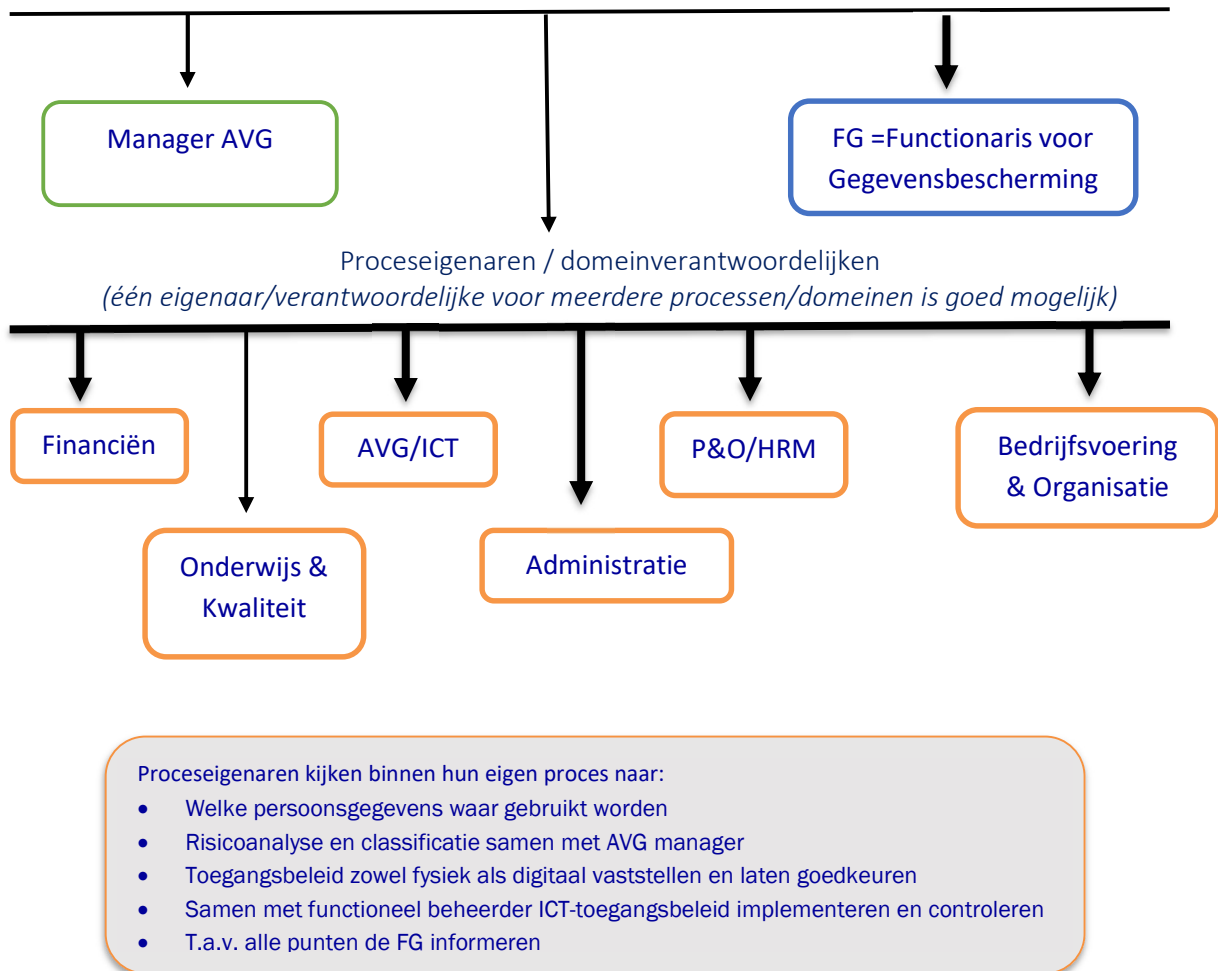 Manager AVG
FG =Functionaris voor
Gegevensbescherming
Proceseigenaren / domeinverantwoordelijken
(één eigenaar/verantwoordelijke voor meerdere processen/domeinen is goed mogelijk)
Financiën
AVG/ICT
P&O/HRM
Bedrijfsvoering
& Organisatie
Onderwijs &
Kwaliteit
Administratie
Proceseigenaren kijken binnen hun eigen proces naar:
• Welke persoonsgegevens waar gebruikt worden
• Risicoanalyse en classificatie samen met AVG manager
• Toegangsbeleid zowel fysiek als digitaal vaststellen en laten goedkeuren
• Samen met functioneel beheerder ICT-toegangsbeleid implementeren en controleren
• T.a.v. alle punten de FG informeren